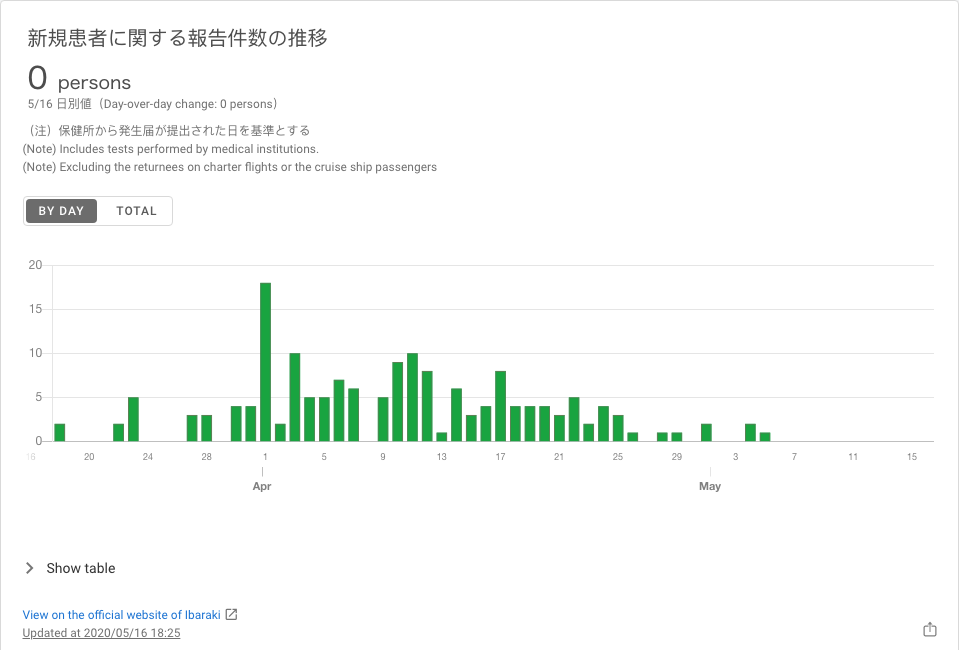 新規患者に関する報告件数の推移
0 persons
5/16 日別値（Day-over-day change: 0 persons）
（注）保健所から発生届が提出された日を基準とする
(Note) Includes tests performed by medical institutions.
(Note) Excluding the returnees on charter flights or the cruise ship passengers
BY DAY TOTAL
20
15
10
5
0
16 20 24 28 1 5 9 13 17 21 25 29 3 7 11 15
Apr May
Show table
View on the official website of Ibaraki
Updated at 2020/05/16 18:25